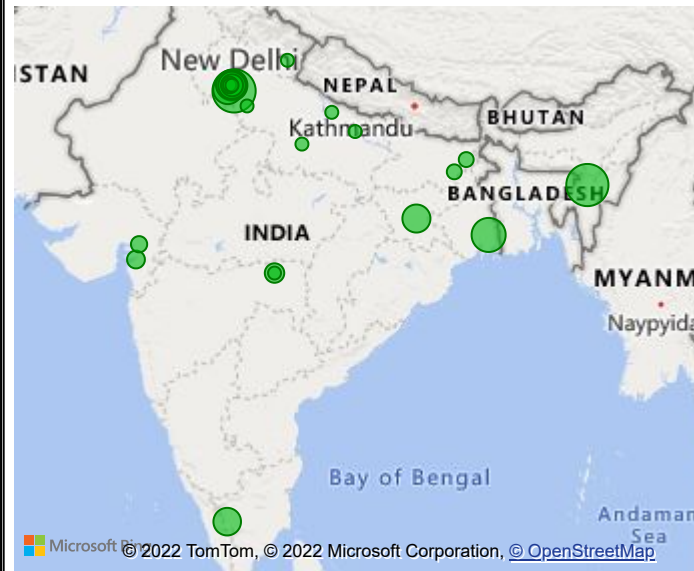 New Delhi
ISTAN
NEPAL
BHUTAN
Kathmandu
BANGLADESH
INDIA
MYANM
Naypyida
Bay of Bengal
Andaman
Sea
Microsoft Bing
© 2022 TomTom, © 2022 Microsoft Corporation, © OpenStreetMap